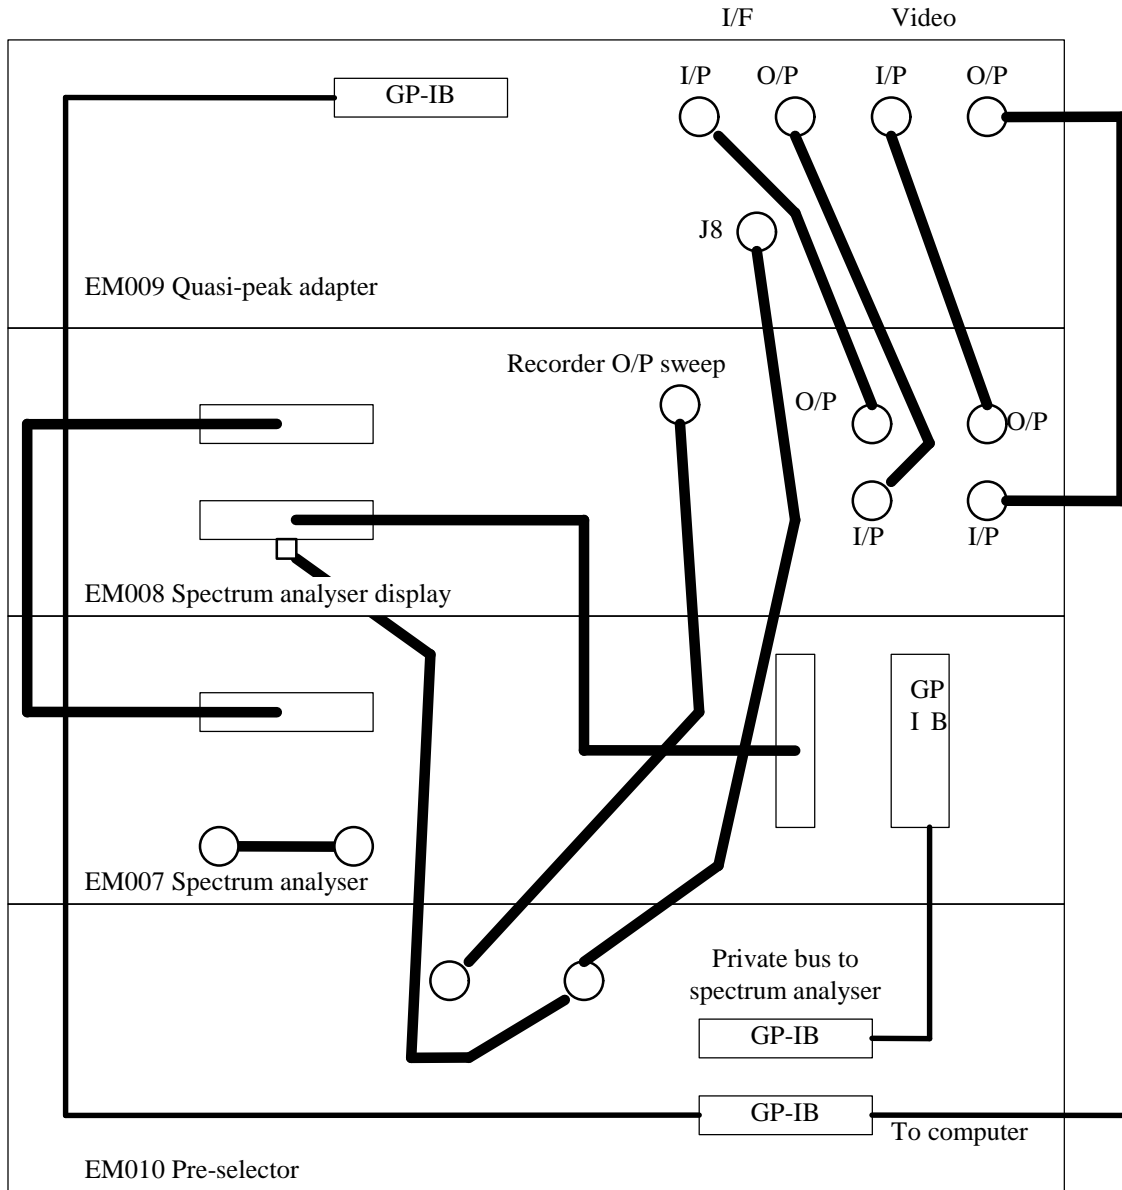 I/F Video
I/P O/P I/P O/P
GP-IB
J8
EM009 Quasi-peak adapter
Recorder O/P sweep
O/P O/P
I/P I/P
EM008 Spectrum analyser display
GP
I B
EM007 Spectrum analyser
Private bus to
spectrum analyser
GP-IB
GP-IB
To computer
EM010 Pre-selector